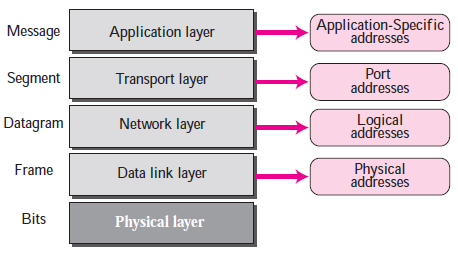 Message
Application layer
Application-Specific
addresses
Segment
Transport layer
Port
addresses
Datagram
Network layer
Logical
addresses
Frame
Data link layer
Physical
addresses
Bits
Physical layer